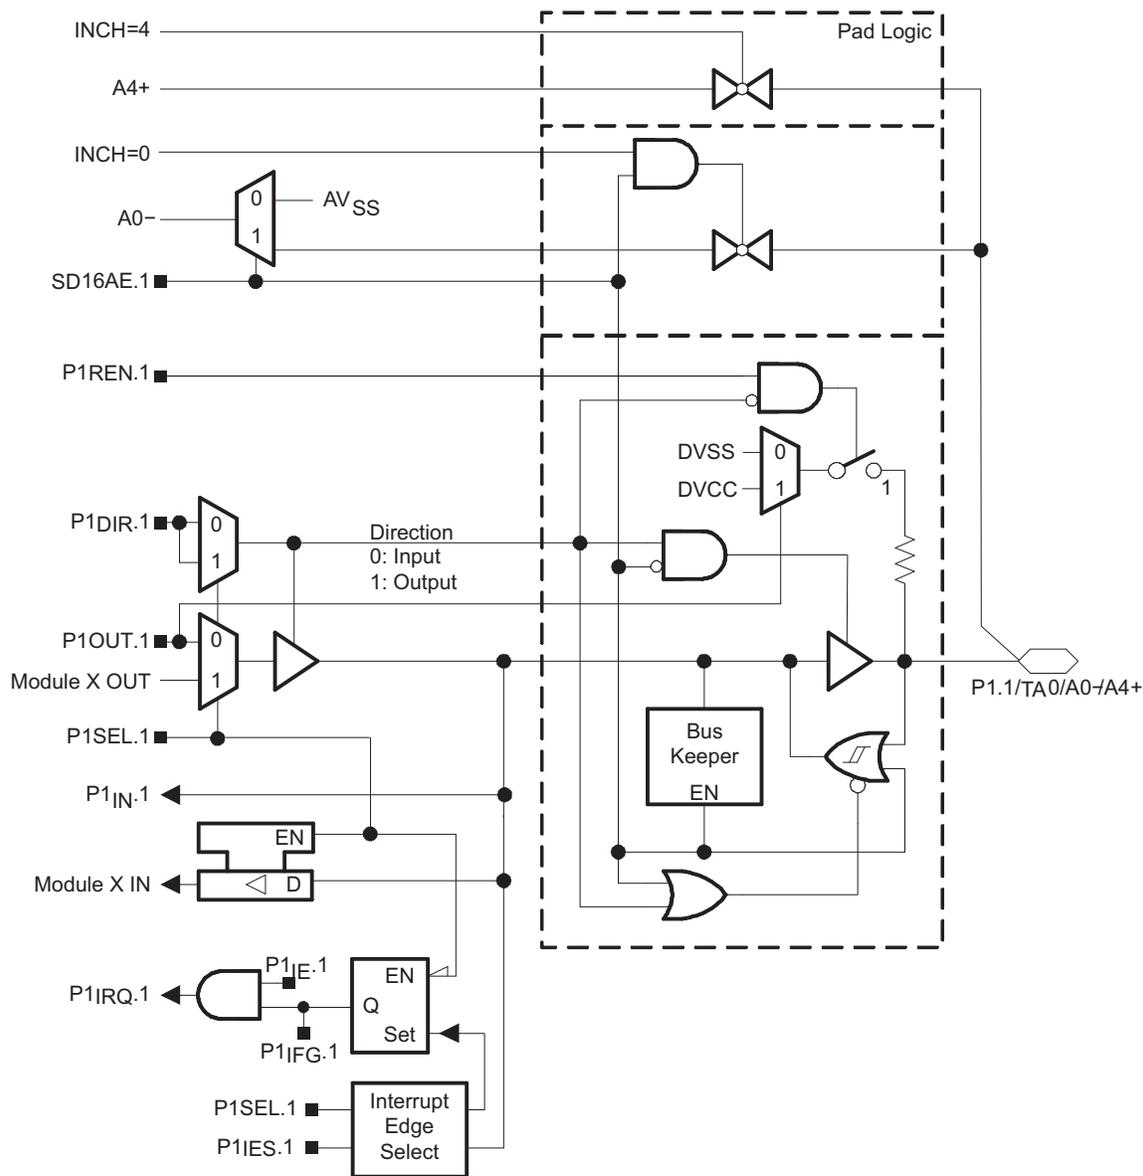 INCH=4
Pad Logic
A4+
INCH=0
0
AVSS
A0−
1
SD16AE.1
P1REN.1
DVSS
0
DVCC
1
1
P1DIR.1
0
1
Direction
0: Input
1: Output
P1OUT.1
0
Module X OUT
1
P1.1/TA0/A0−/A4+
P1SEL.1
Bus
Keeper
EN
P1IN.1
EN
Module X IN
D
P1IE.1
P1IRQ.1
EN
Q
Set
P1IFG.1
P1SEL.1
P1IES.1
Interrupt
Edge
Select